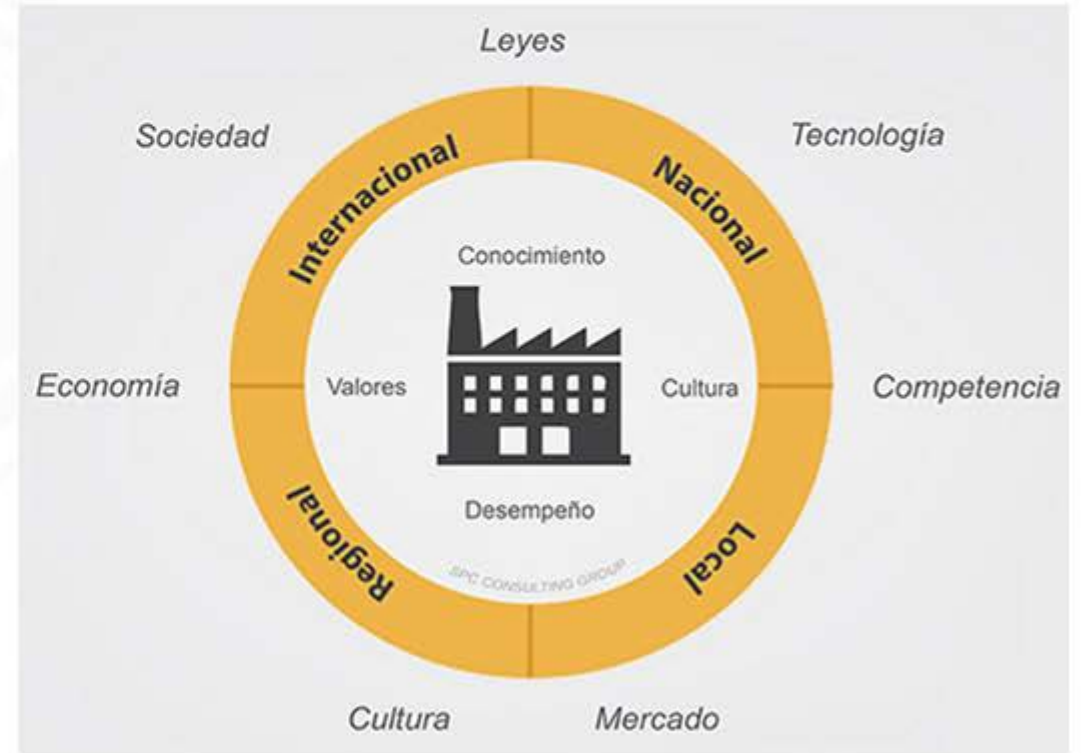 Leyes
Sociedad
Tecnología
Internacional
Nacional
Conocimiento
Economía
Valores
Cultura
Competencia
Desempeño
Regional
Local
SPC CONSULTING GROUP
Cultura
Mercado